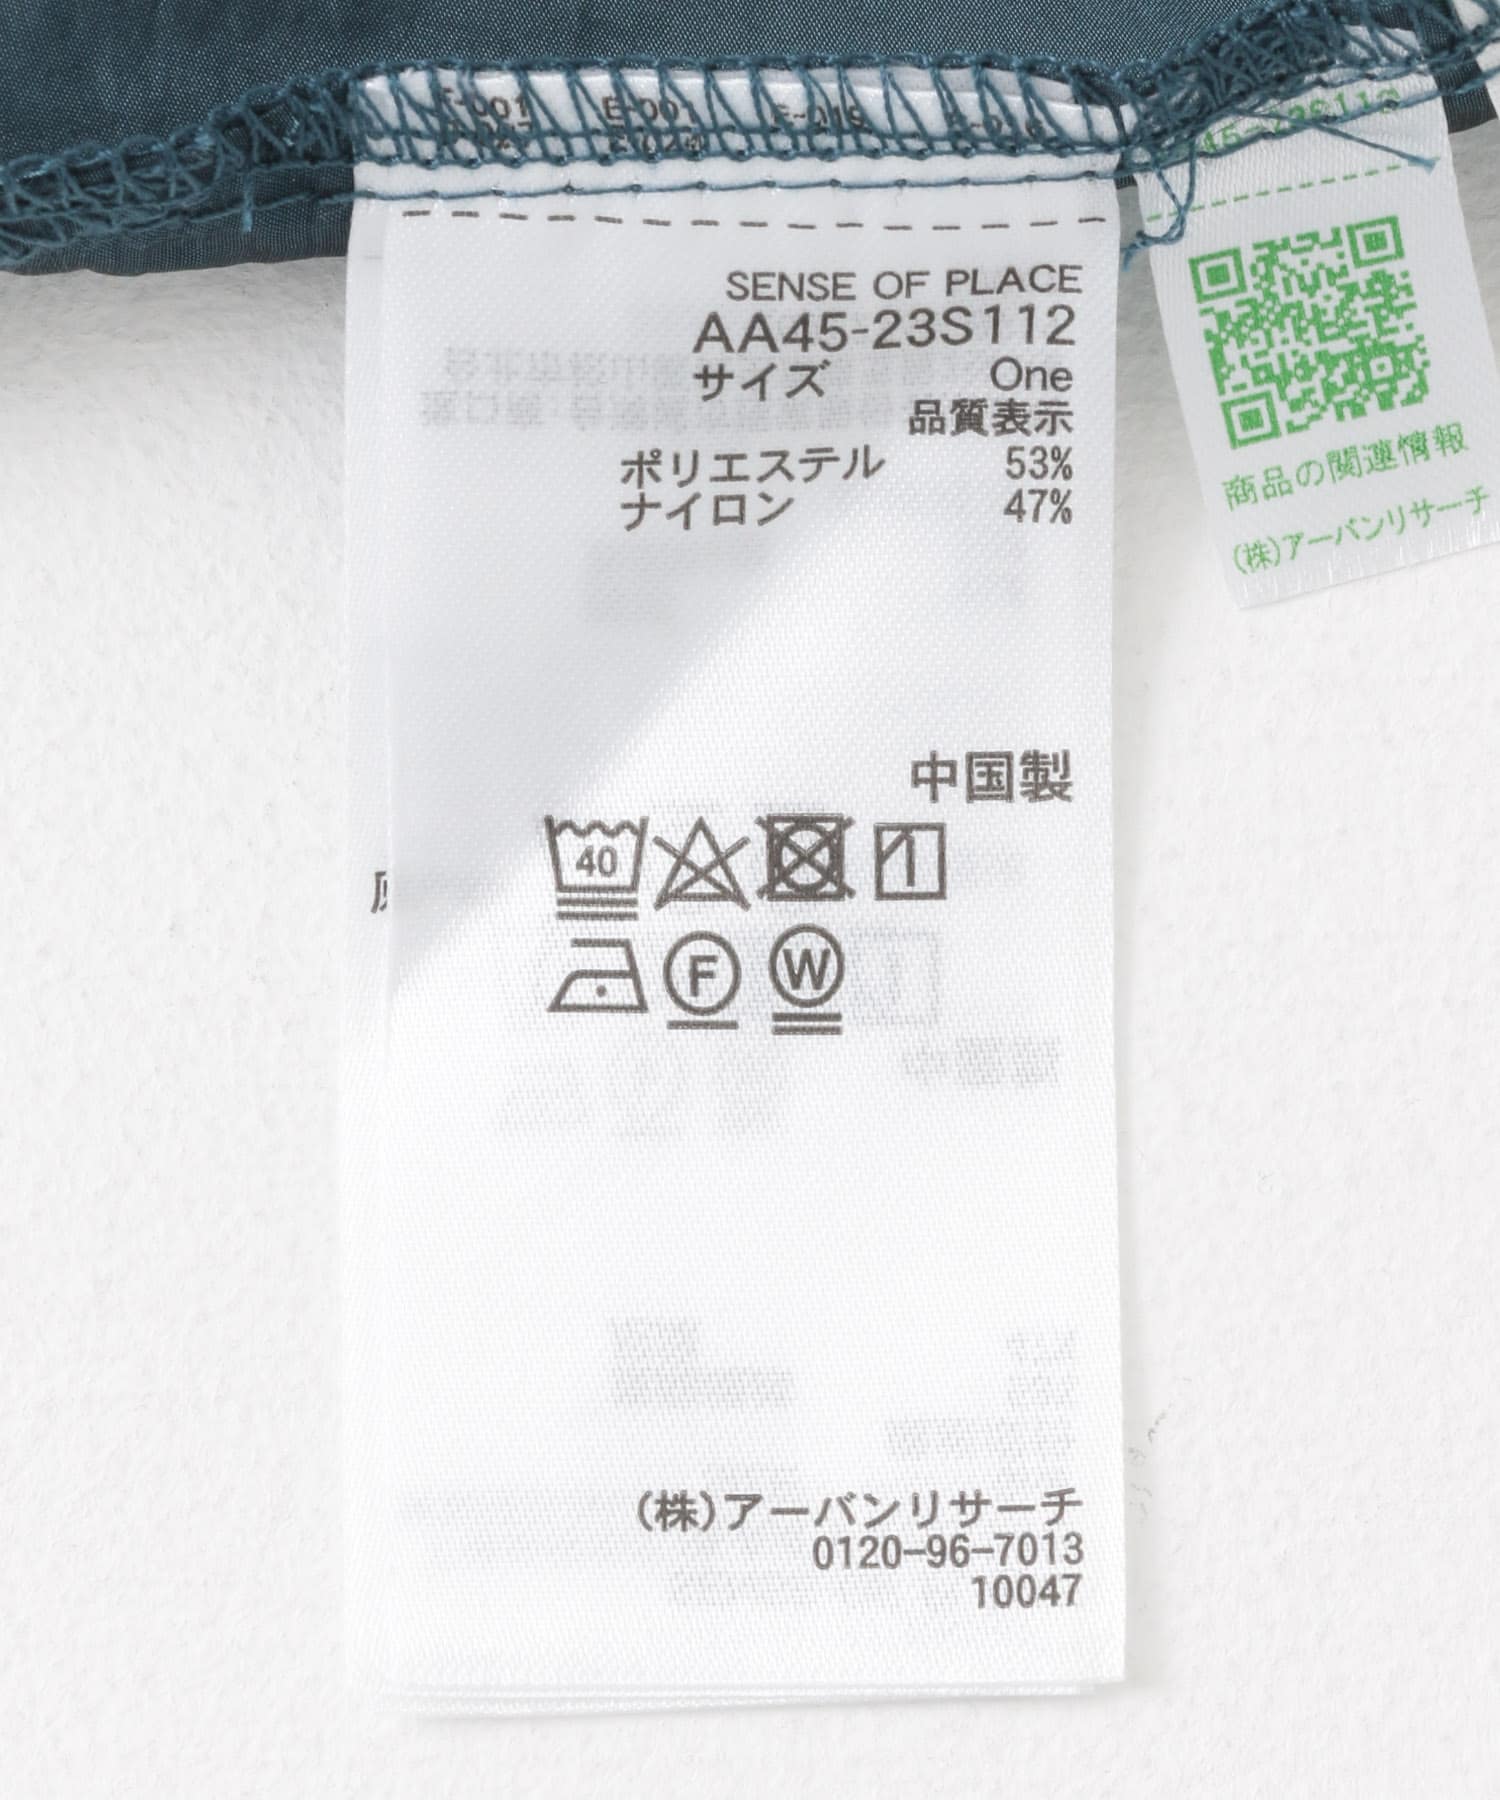 SENSE OF PLACE
AA45-23S112
サイズ One
品質表示
ポリエステル 53%
ナイロン 47%
中国製
40
F W
(株)アーバンリサーチ
0120-96-7013
10047
商品の関連情報
(株)アーバンリサーチ